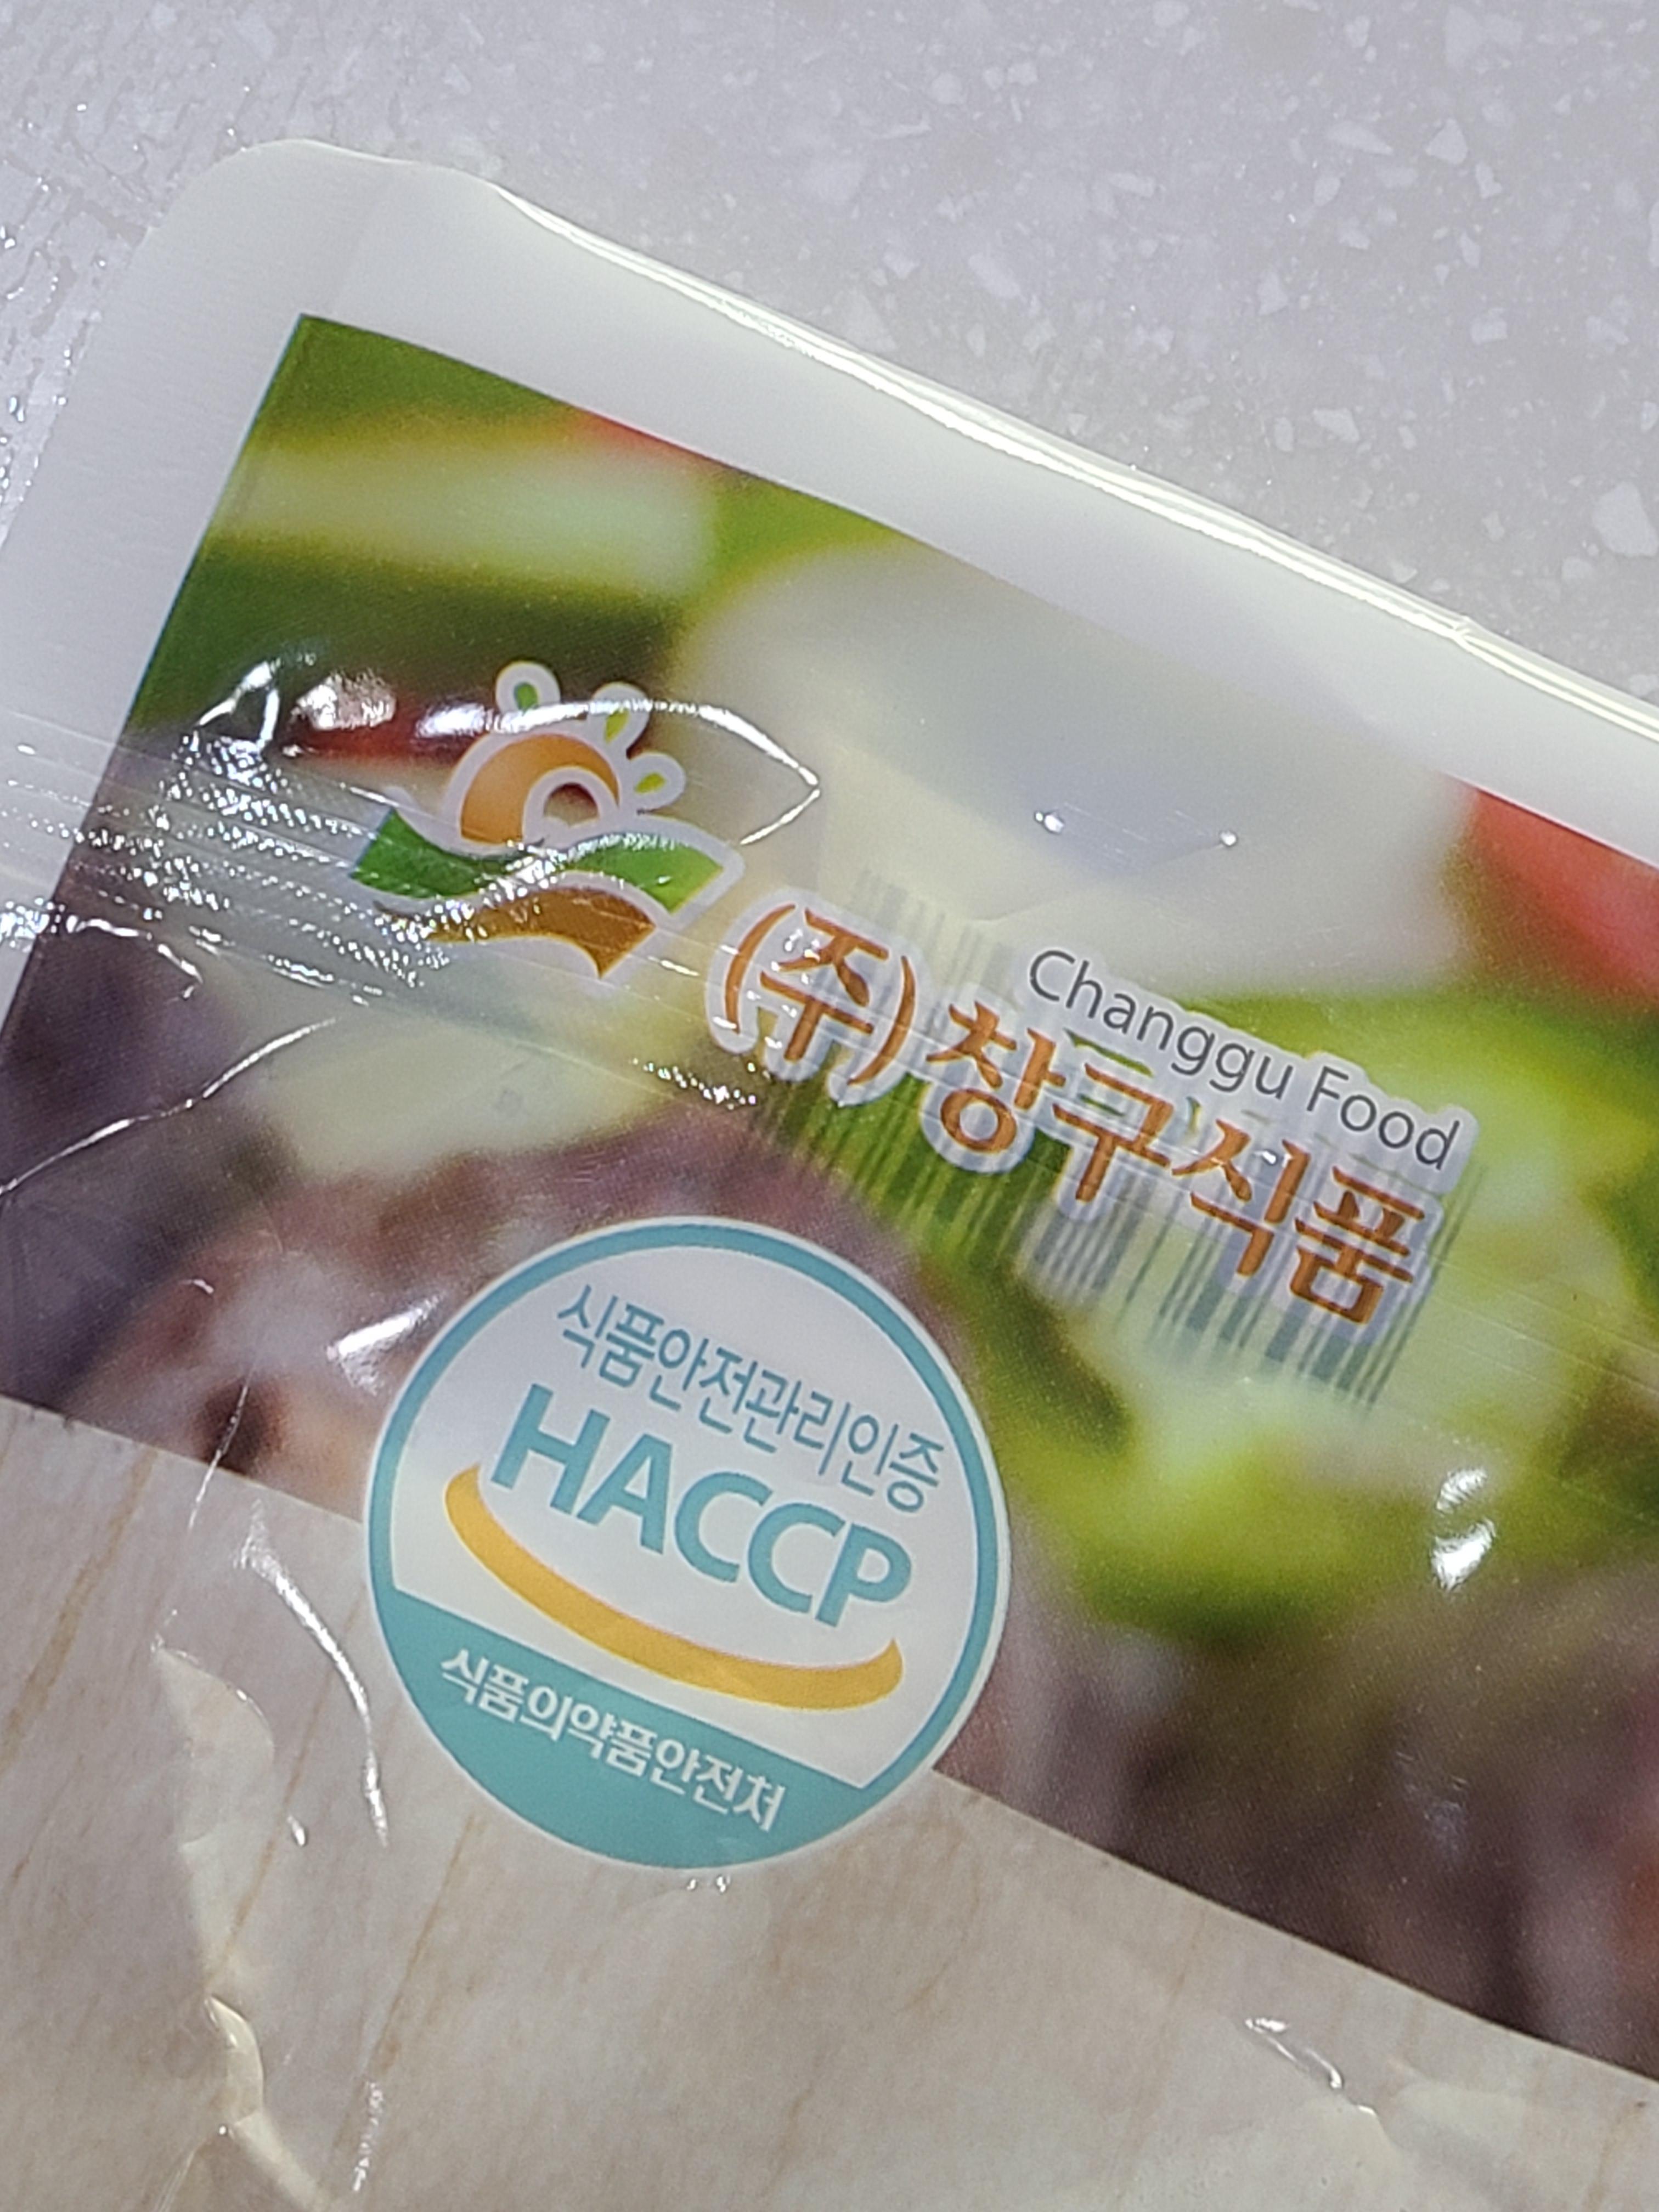 Changgu Food
(주)창구식품
식품안전관리인증
HACCP
식품의약품안전처